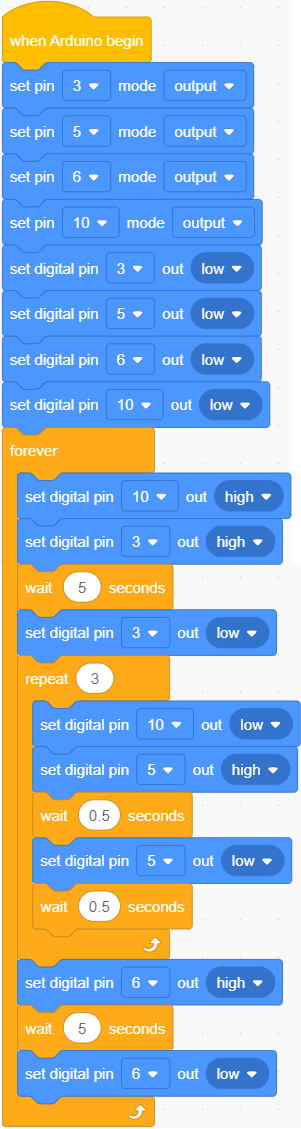 when Arduino begin
set pin 3 mode output
set pin 5 mode output
set pin 6 mode output
set pin 10 mode output
set digital pin 3 out low
set digital pin 5 out low
set digital pin 6 out low
set digital pin 10 out low
forever
set digital pin 10 out high
set digital pin 3 out high
wait 5 seconds
set digital pin 3 out low
repeat 3
set digital pin 10 out low
set digital pin 5 out high
wait 0.5 seconds
set digital pin 5 out low
wait 0.5 seconds
set digital pin 6 out high
wait 5 seconds
set digital pin 6 out low